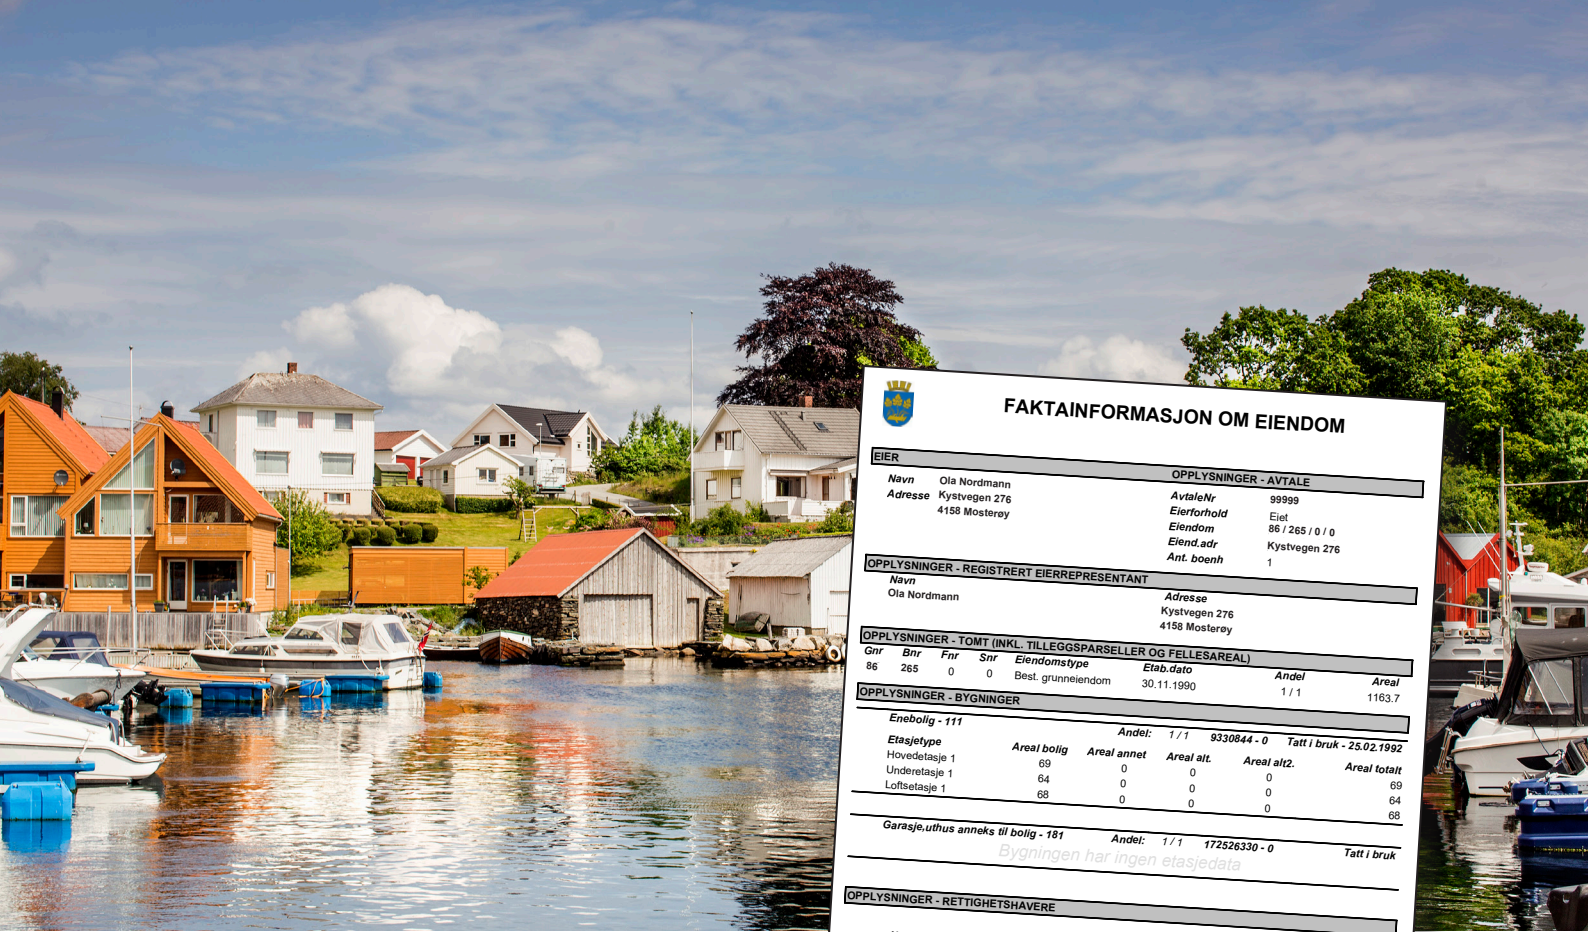 FAKTAINFORMASJON OM EIENDOM
EIER
OPPLYSNINGER - AVTALE
Navn Ola Nordmann
Adresse Kystvegen 276
4158 Mosterøy
AvtaleNr 99999
Eierforhold Eiet
Eiendom 86 / 265 / 0 / 0
Eiend.adr Kystvegen 276
Ant. boenh 1
OPPLYSNINGER - REGISTRERT EIERREPRESENTANT
Navn Adresse
Ola Nordmann Kystvegen 276
4158 Mosterøy
OPPLYSNINGER - TOMT (INKL. TILLEGGSPARSELLER OG FELLESAREAL)
Gnr Bnr Fnr Snr Eiendomstype Etab.dato Andel Areal
86 265 0 0 Best. grunneiendom 30.11.1990 1 / 1 1163.7
OPPLYSNINGER - BYGNINGER
Enebolig - 111 Andel: 1 / 1 9330844 - 0 Tatt i bruk - 25.02.1992
Etasjetype Areal bolig Areal annet Areal alt. Areal alt2. Areal totalt
Hovedetasje 1 69 0 0 0 69
Underetasje 1 64 0 0 0 64
Loftsetasje 1 68 0 0 0 68
Garasje,uthus anneks til bolig - 181 Andel: 1 / 1 172526330 - 0 Tatt i bruk
Bygningen har ingen etasjedata
OPPLYSNINGER - RETTIGHETSHAVERE